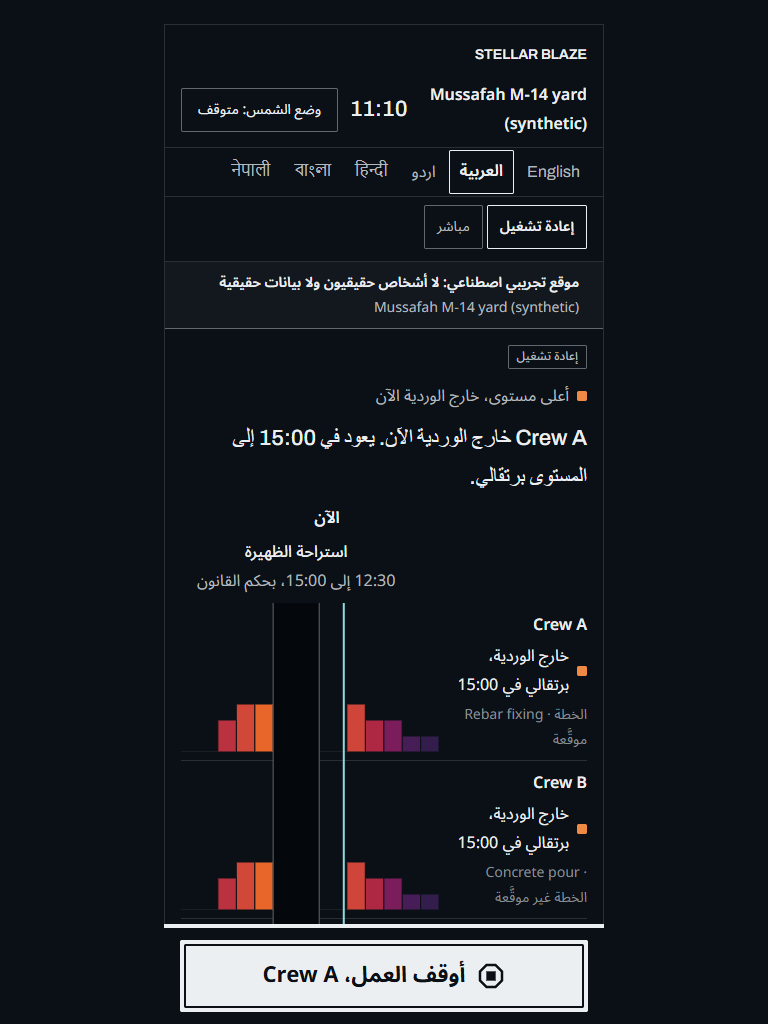 STELLAR BLAZE
Mussafah M-14 yard
(synthetic)
11:10
وضع الشمس: متوقف
English
العربية
اردو
हिन्दी
বাংলা
नेपाली
إعادة تشغيل
مباشر
موقع تجريبي اصطناعي: لا أشخاص حقيقيون ولا بيانات حقيقية
Mussafah M-14 yard (synthetic)
إعادة تشغيل
أعلى مستوى، خارج الوردية الآن
Crew A خارج الوردية الآن. يعود في 15:00 إلى
المستوى برتقالي.
الآن
استراحة الظهيرة
12:30 إلى 15:00، بحكم القانون
Crew A
خارج الوردية،
برتقالي في 15:00
Rebar fixing · الخطة
موقَّعة
Crew B
خارج الوردية،
برتقالي في 15:00
Concrete pour ·
الخطة غير موقَّعة
أوقف العمل، Crew A